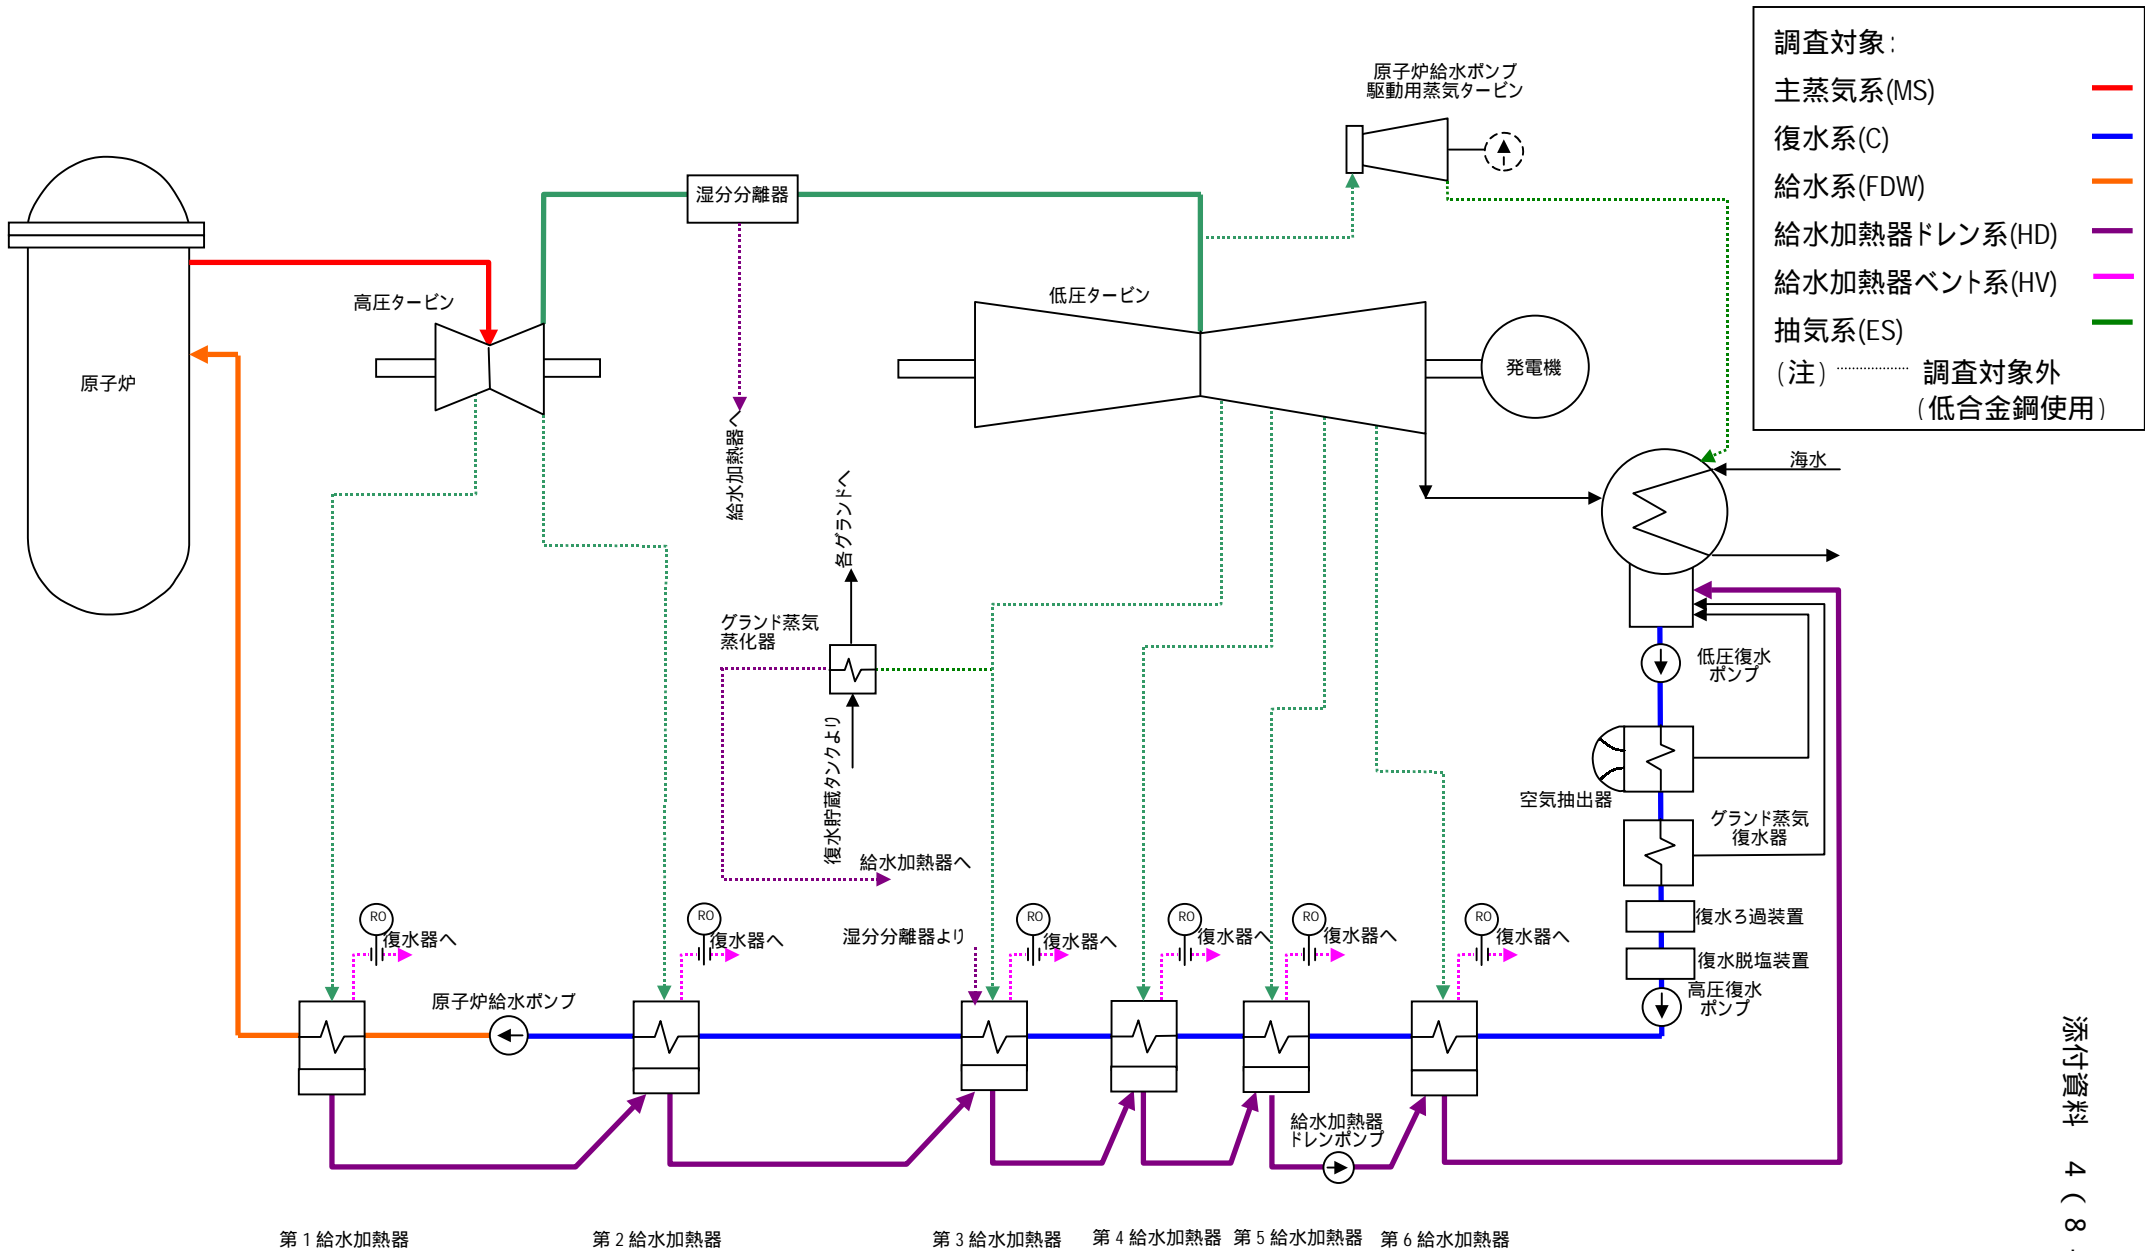 調査対象:
主蒸気系(MS)
復水系(C)
給水系(FDW)
給水加熱器ドレン系(HD)
給水加熱器ベント系(HV)
抽気系(ES)
(注) ………… 調査対象外
(低合金鋼使用)
原子炉給水ポンプ
駆動用蒸気タービン
湿分分離器
高圧タービン
低圧タービン
発電機
原子炉
給水加熱器へ
海水
各グランドへ
グランド蒸気
蒸化器
復水貯蔵タンクより
給水加熱器へ
低圧復水
ポンプ
空気抽出器
グランド蒸気
復水器
復水ろ過装置
復水脱塩装置
高圧復水
ポンプ
RO
復水器へ
RO
復水器へ
湿分分離器より
RO
復水器へ
RO
復水器へ
RO
復水器へ
RO
復水器へ
原子炉給水ポンプ
給水加熱器
ドレンポンプ
第1給水加熱器
第2給水加熱器
第3給水加熱器
第4給水加熱器
第5給水加熱器
第6給水加熱器
添付資料 4(8